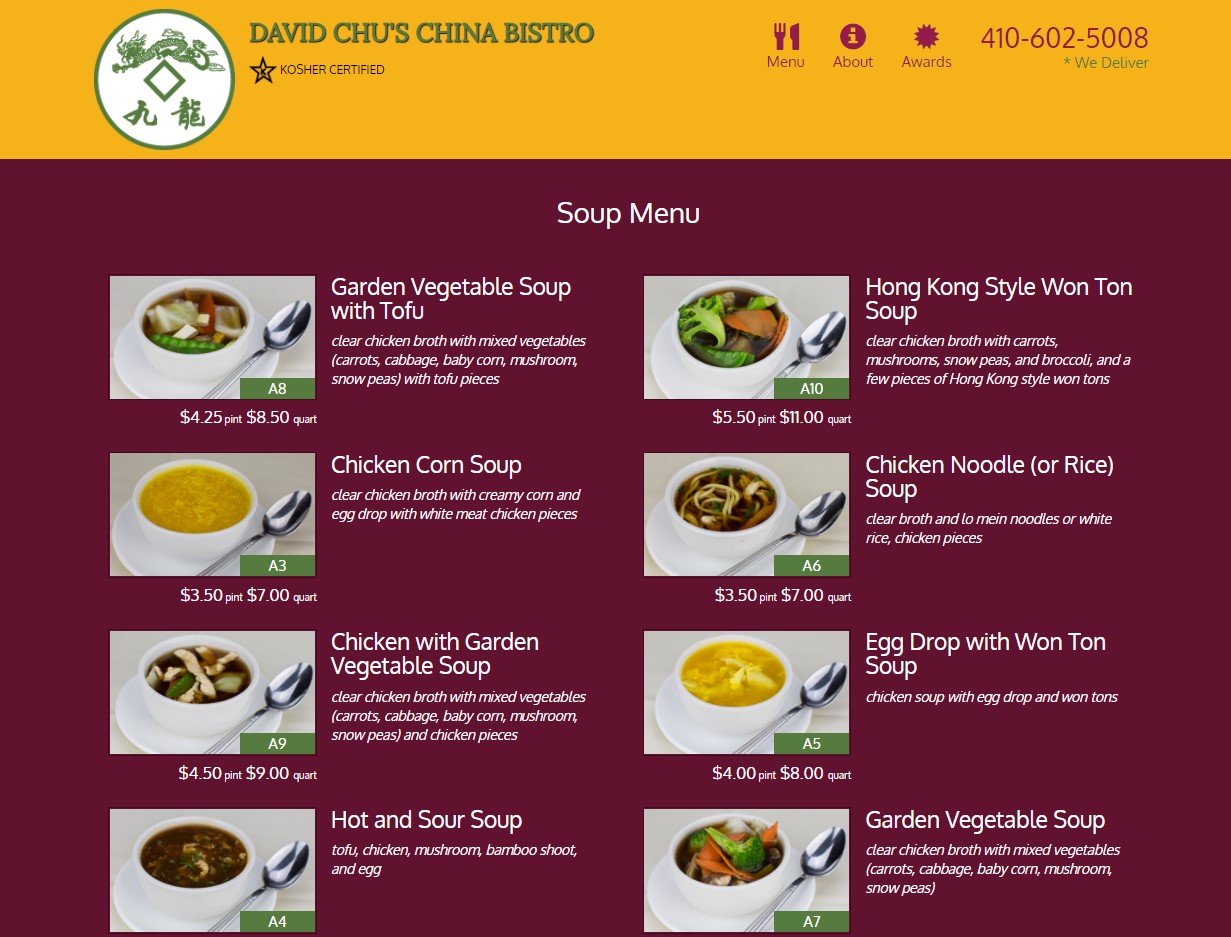 DAVID CHU'S CHINA BISTRO
KOSHER CERTIFIED
九 龍
Menu
About
Awards
410-602-5008
* We Deliver
Soup Menu
Garden Vegetable Soup
with Tofu
clear chicken broth with mixed vegetables
(carrots, cabbage, baby corn, mushroom,
snow peas) with tofu pieces
A8
$4.25 pint $8.50 quart
Hong Kong Style Won Ton
Soup
clear chicken broth with carrots,
mushrooms, snow peas, and broccoli, and a
few pieces of Hong Kong style won tons
A10
$5.50 pint $11.00 quart
Chicken Corn Soup
clear chicken broth with creamy corn and
egg drop with white meat chicken pieces
A3
$3.50 pint $7.00 quart
Chicken Noodle (or Rice)
Soup
clear broth and lo mein noodles or white
rice, chicken pieces
A6
$3.50 pint $7.00 quart
Chicken with Garden
Vegetable Soup
clear chicken broth with mixed vegetables
(carrots, cabbage, baby corn, mushroom,
snow peas) and chicken pieces
A9
$4.50 pint $9.00 quart
Egg Drop with Won Ton
Soup
chicken soup with egg drop and won tons
A5
$4.00 pint $8.00 quart
Hot and Sour Soup
tofu, chicken, mushroom, bamboo shoot,
and egg
A4
Garden Vegetable Soup
clear chicken broth with mixed vegetables
(carrots, cabbage, baby corn, mushroom,
snow peas)
A7